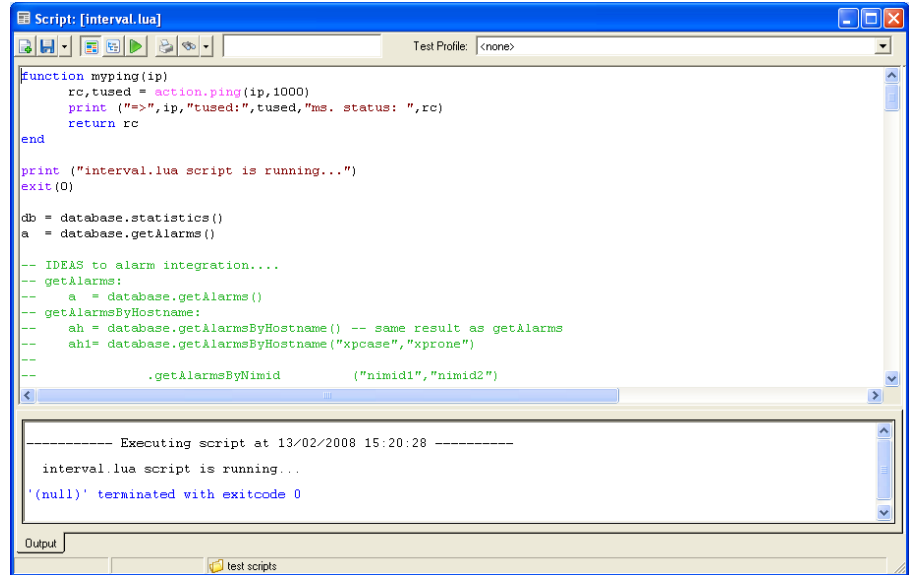 Script: [interval.lua]
Test Profile: <none>
function myping(ip)
rc,tused = action.ping(ip,1000)
print ("=>",ip,"tused:",tused,"ms. status: ",rc)
return rc
end
print ("interval.lua script is running...")
exit(0)
db = database.statistics()
a  = database.getAlarms()
-- IDEAS to alarm integration....
-- getAlarms:
--    a  = database.getAlarms()
-- getAlarmsByHostname:
--    ah = database.getAlarmsByHostname() -- same result as getAlarms
--    ah1= database.getAlarmsByHostname("xpcase","xprone")
--
--            .getAlarmsByNimid         ("nimid1","nimid2")
----------- Executing script at 13/02/2008 15:20:28 ----------
interval.lua script is running...
'(null)' terminated with exitcode 0
Output
test scripts